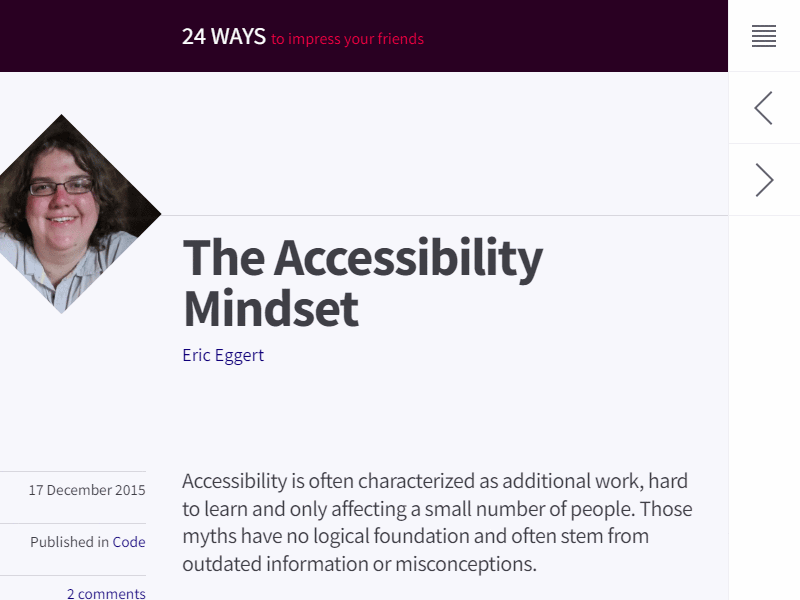 24 WAYS to impress your friends
The Accessibility
Mindset
Eric Eggert
17 December 2015
Published in Code
2 comments
Accessibility is often characterized as additional work, hard
to learn and only affecting a small number of people. Those
myths have no logical foundation and often stem from
outdated information or misconceptions.